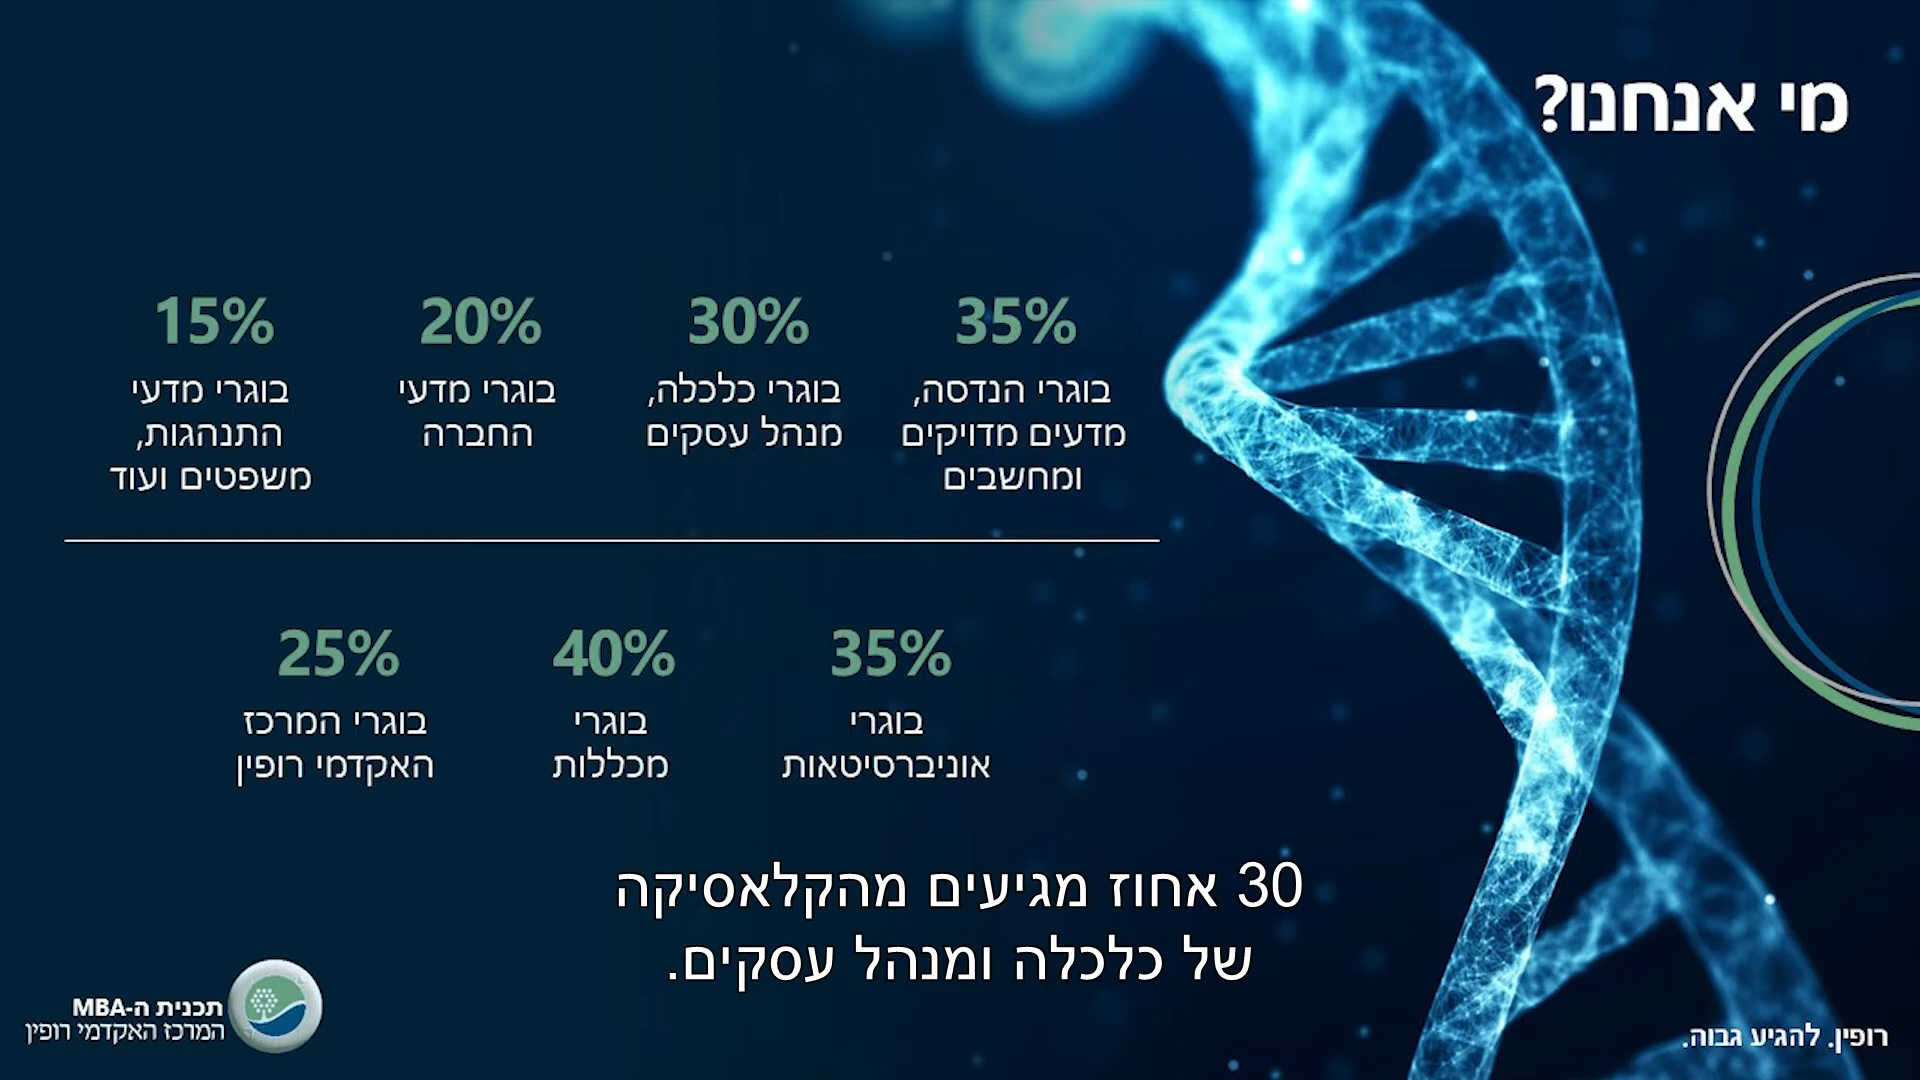 מי אנחנו?
35%
בוגרי הנדסה,
מדעים מדויקים
ומחשבים
30%
בוגרי כלכלה,
מנהל עסקים
20%
בוגרי מדעי
החברה
15%
בוגרי מדעי
התנהגות,
משפטים ועוד
35%
בוגרי
אוניברסיטאות
40%
בוגרי
מכללות
25%
בוגרי המרכז
האקדמי רופין
30 אחוז מגיעים מהקלאסיקה
של כלכלה ומנהל עסקים.
רופין. להגיע גבוה.
תכנית ה-MBA
המרכז האקדמי רופין